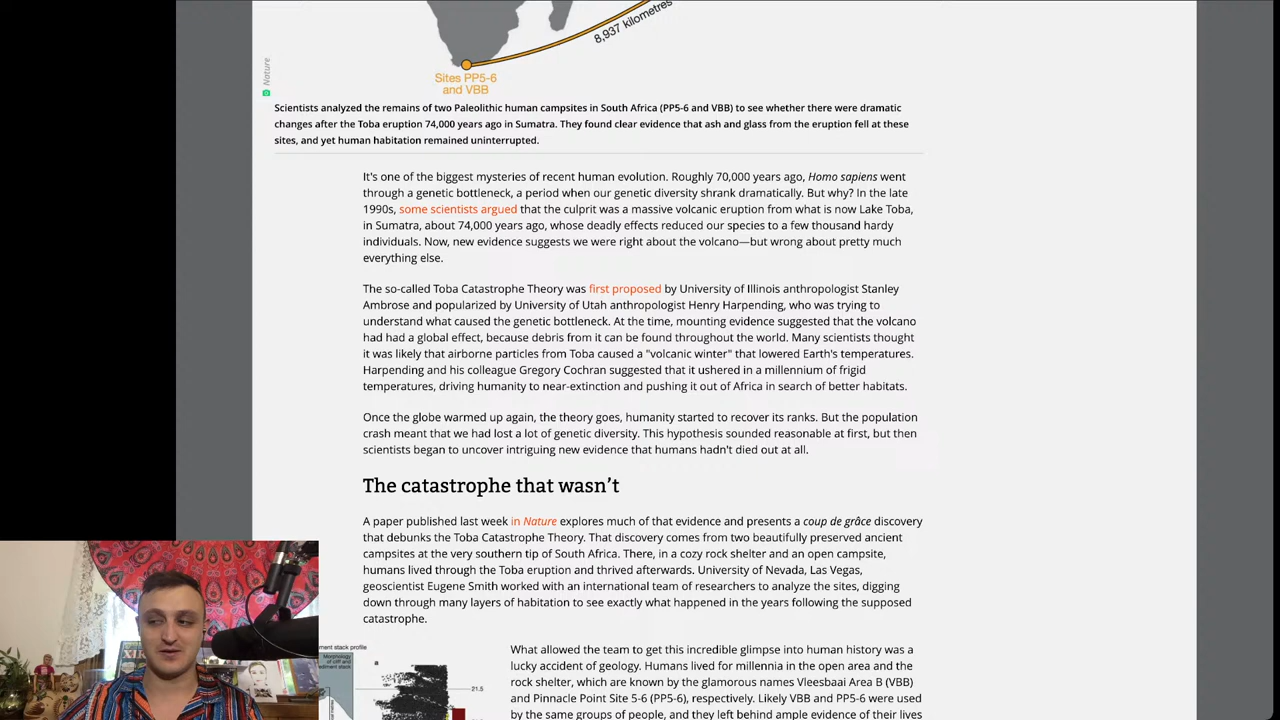 8,937 kilometres
Nature
Sites PP5-6
and VBB
Scientists analyzed the remains of two Paleolithic human campsites in South Africa (PP5-6 and VBB) to see whether there were dramatic
changes after the Toba eruption 74,000 years ago in Sumatra. They found clear evidence that ash and glass from the eruption fell at these
sites, and yet human habitation remained uninterrupted.
It's one of the biggest mysteries of recent human evolution. Roughly 70,000 years ago, Homo sapiens went
through a genetic bottleneck, a period when our genetic diversity shrank dramatically. But why? In the late
1990s, some scientists argued that the culprit was a massive volcanic eruption from what is now Lake Toba,
in Sumatra, about 74,000 years ago, whose deadly effects reduced our species to a few thousand hardy
individuals. Now, new evidence suggests we were right about the volcano—but wrong about pretty much
everything else.
The so-called Toba Catastrophe Theory was first proposed by University of Illinois anthropologist Stanley
Ambrose and popularized by University of Utah anthropologist Henry Harpending, who was trying to
understand what caused the genetic bottleneck. At the time, mounting evidence suggested that the volcano
had had a global effect, because debris from it can be found throughout the world. Many scientists thought
it was likely that airborne particles from Toba caused a "volcanic winter" that lowered Earth's temperatures.
Harpending and his colleague Gregory Cochran suggested that it ushered in a millennium of frigid
temperatures, driving humanity to near-extinction and pushing it out of Africa in search of better habitats.
Once the globe warmed up again, the theory goes, humanity started to recover its ranks. But the population
crash meant that we had lost a lot of genetic diversity. This hypothesis sounded reasonable at first, but then
scientists began to uncover intriguing new evidence that humans hadn't died out at all.
The catastrophe that wasn't
A paper published last week in Nature explores much of that evidence and presents a coup de grâce discovery
that debunks the Toba Catastrophe Theory. That discovery comes from two beautifully preserved ancient
campsites at the very southern tip of South Africa. There, in a cozy rock shelter and an open campsite,
humans lived through the Toba eruption and thrived afterwards. University of Nevada, Las Vegas,
geoscientist Eugene Smith worked with an international team of researchers to analyze the sites, digging
down through many layers of habitation to see exactly what happened in the years following the supposed
catastrophe.
ment stack profile
Morphology
of cliff and
sediment stack
a
21.5
What allowed the team to get this incredible glimpse into human history was a
lucky accident of geology. Humans lived for millennia in the open area and the
rock shelter, which are known by the glamorous names Vleesbaai Area B (VBB)
and Pinnacle Point Site 5-6 (PP5-6), respectively. Likely VBB and PP5-6 were used
by the same groups of people, and they left behind ample evidence of their lives